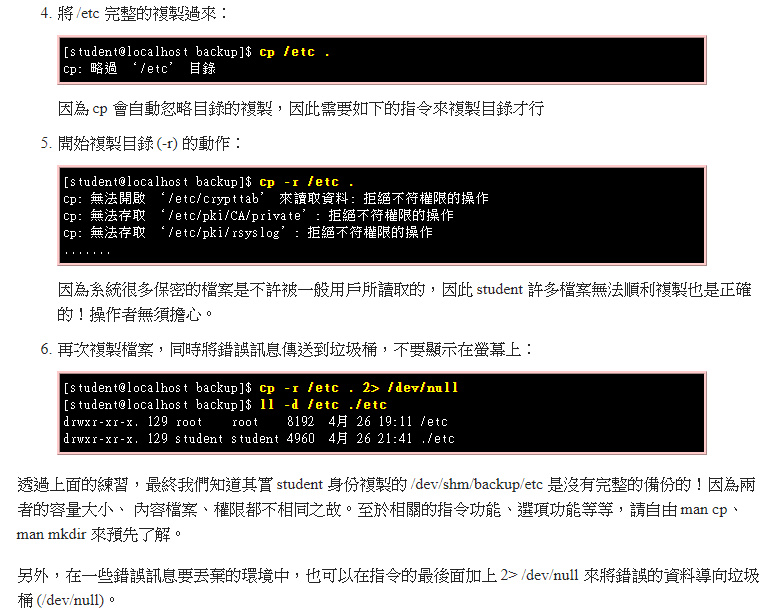 4. 將 /etc 完整的複製過來：
[student@localhost backup]$ cp /etc .
cp: 略過 ‘/etc’ 目錄
因為 cp 會自動忽略目錄的複製，因此需要如下的指令來複製目錄才行
5. 開始複製目錄 (-r) 的動作：
[student@localhost backup]$ cp -r /etc .
cp: 無法開啟 ‘/etc/crypttab’ 來讀取資料: 拒絕不符權限的操作
cp: 無法存取 ‘/etc/pki/CA/private’: 拒絕不符權限的操作
cp: 無法存取 ‘/etc/pki/rsyslog’: 拒絕不符權限的操作
.......
因為系統很多保密的檔案是不許被一般用戶所讀取的，因此 student 許多檔案無法順利複製也是正確
的！操作者無須擔心。
6. 再次複製檔案，同時將錯誤訊息傳送到垃圾桶，不要顯示在螢幕上：
[student@localhost backup]$ cp -r /etc . 2> /dev/null
[student@localhost backup]$ ll -d /etc ./etc
drwxr-xr-x. 129 root    root    8192  4月 26 19:11 /etc
drwxr-xr-x. 129 student student 4960  4月 26 21:41 ./etc
透過上面的練習，最終我們知道其實 student 身份複製的 /dev/shm/backup/etc 是沒有完整的備份的！因為兩
者的容量大小、 內容檔案、權限都不相同之故。至於相關的指令功能、選項功能等等，請自由 man cp、
man mkdir 來預先了解。
另外，在一些錯誤訊息要丟棄的環境中，也可以在指令的最後面加上 2> /dev/null 來將錯誤的資料導向垃圾
桶 (/dev/null)。